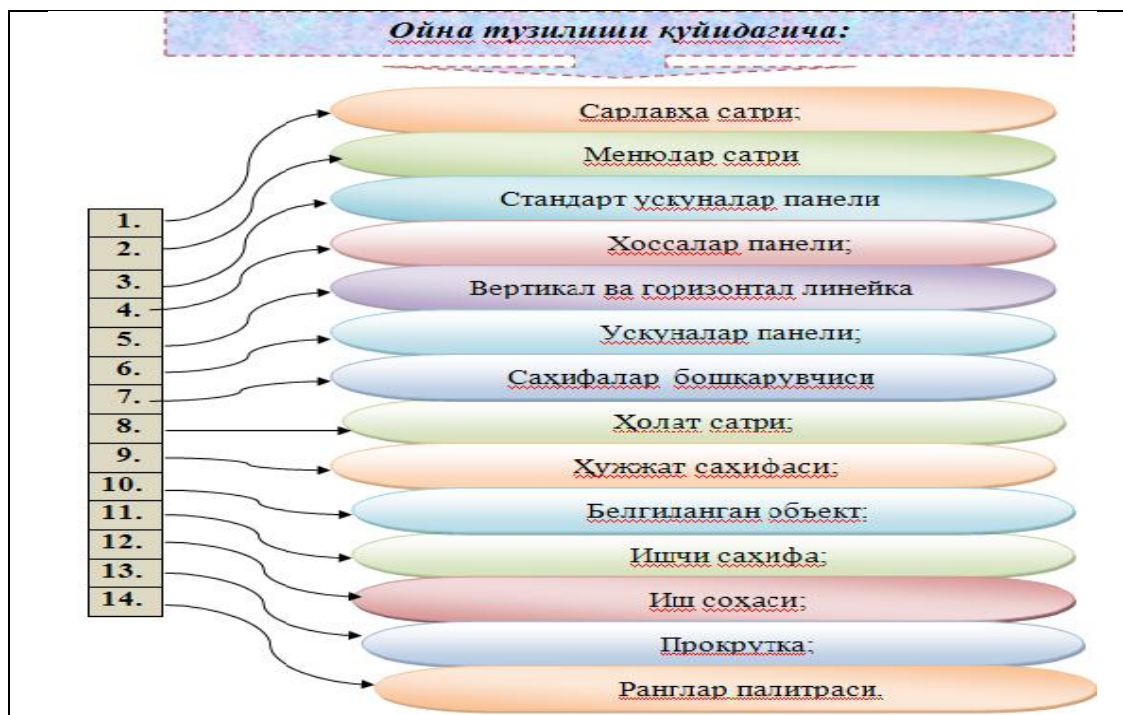 Ойна тузилиши қуйидагича:
1. Сарлавҳа сатри;
2. Менюлар сатри
3. Стандарт ускуналар панели
4. Хоссалар панели;
5. Вертикал ва горизонтал линейка
6. Ускуналар панели;
7. Саҳифалар бошкарувчиси
8. Ҳолат сатри;
9. Ҳужжат саҳифаси;
10. Белгиланган объект;
11. Ишчи саҳифа;
12. Иш соҳаси;
13. Прокрутка;
14. Ранглар палитраси.